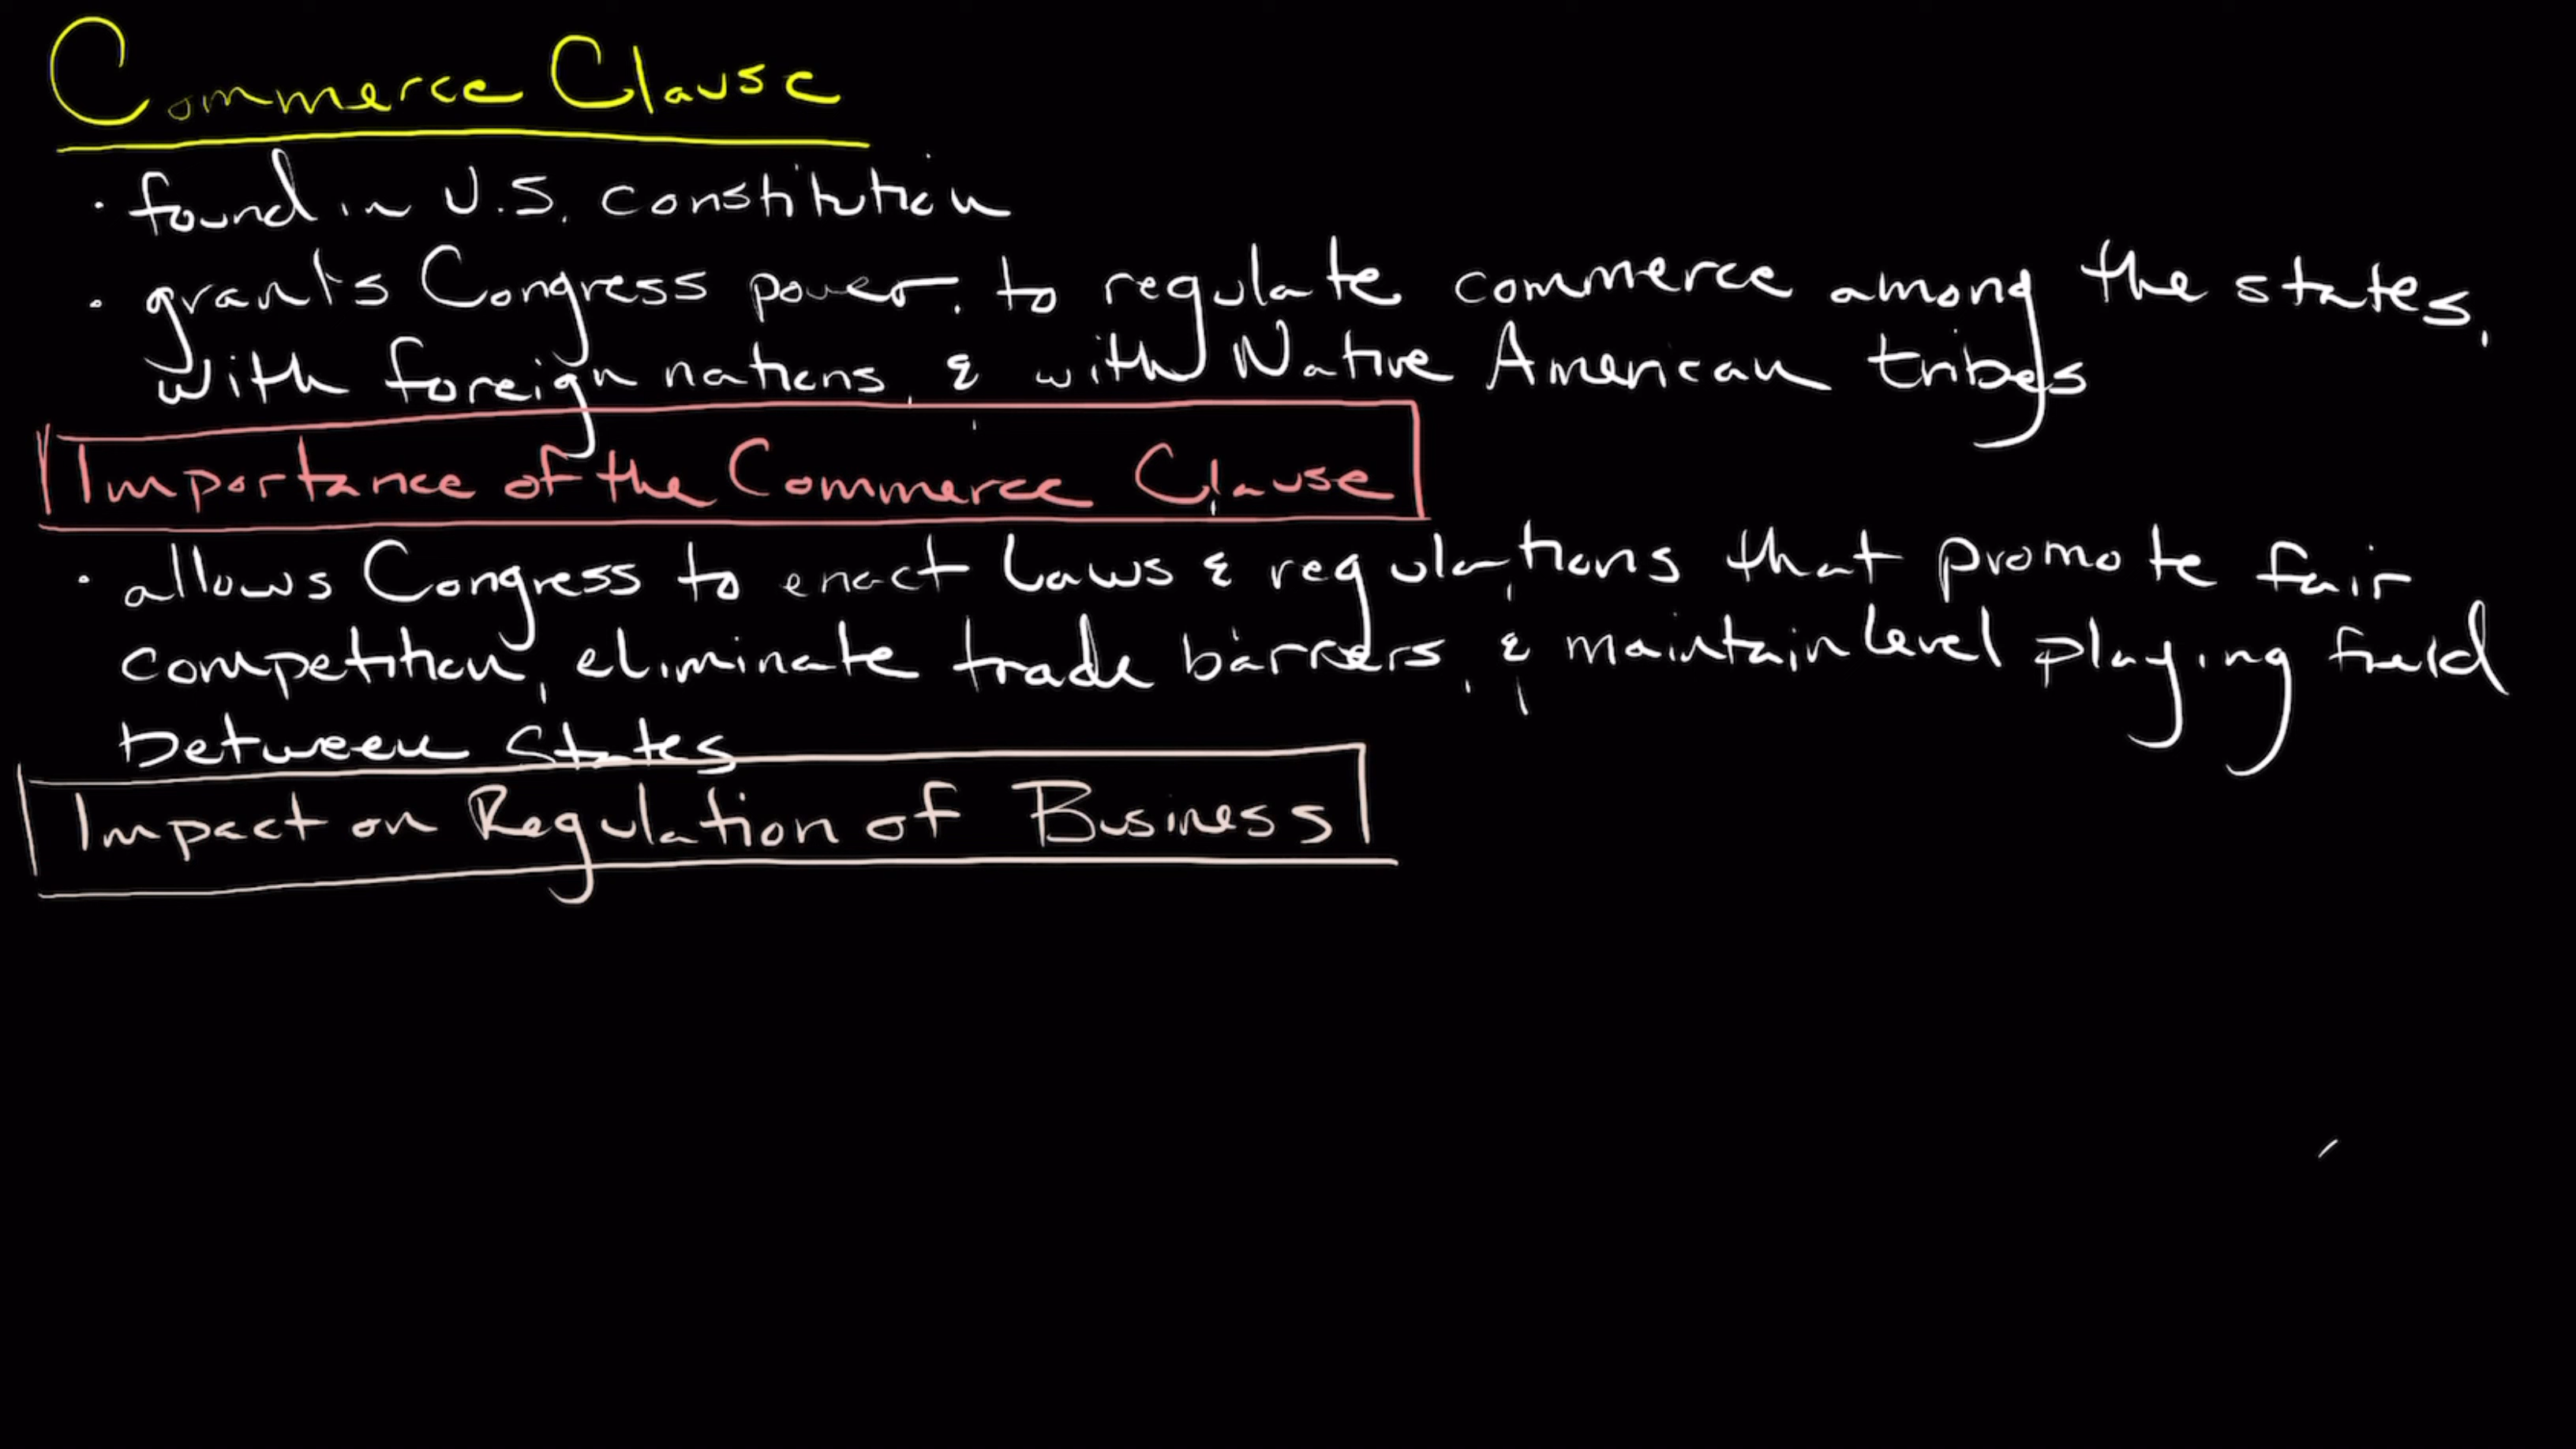 Commerce Clause
· found in U.S. constitution
· grants Congress power to regulate commerce among the states,
with foreign nations, & with Native American tribes
Importance of the Commerce Clause
· allows Congress to enact laws & regulations that promote fair
competition, eliminate trade barriers, & maintain level playing field
between states
Impact on Regulation of Business